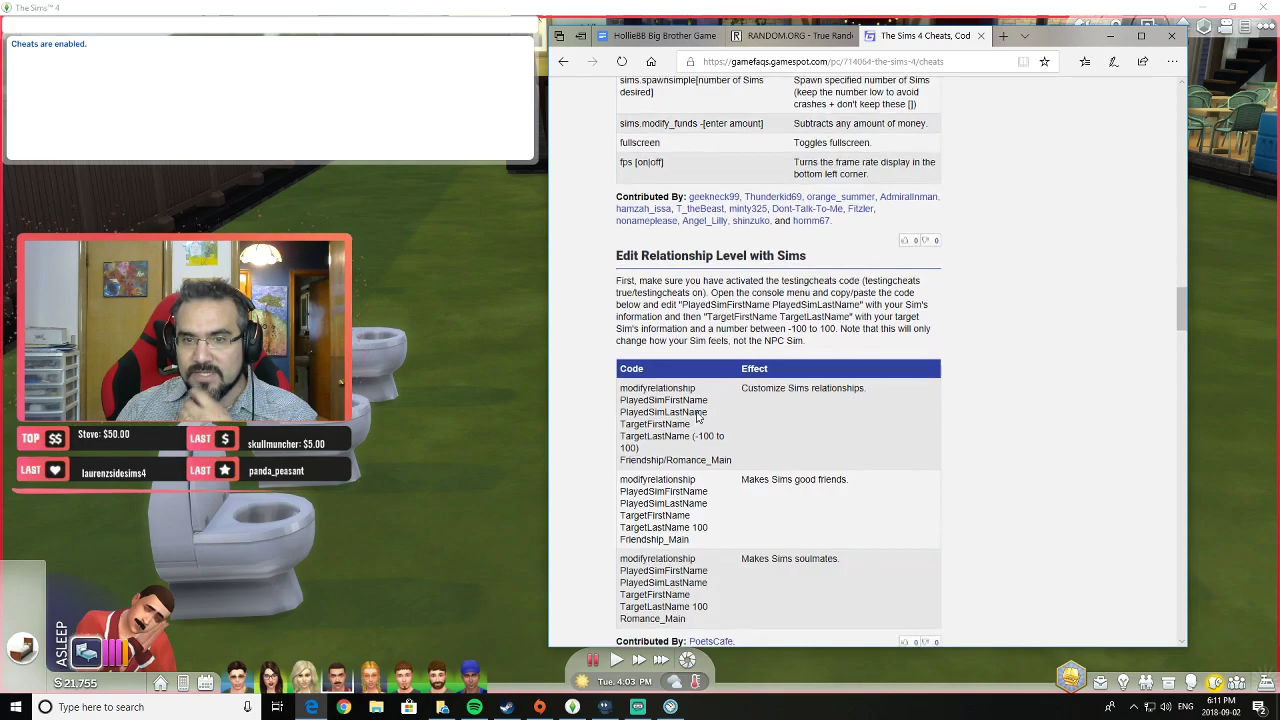 The Sims™ 4
Cheats are enabled.
HollieBB Big Brother Game
RANDOM.ORG - True Rand
The Sims 4 Cheats, Cod
https://gamefaqs.gamespot.com/pc/714064-the-sims-4/cheats
sims.spawnsimple[number of Sims
desired]
Spawn specified number of Sims
(keep the number low to avoid
crashes + don't keep these [])
sims.modify_funds -[enter amount]
Subtracts any amount of money.
fullscreen
Toggles fullscreen.
fps [on|off]
Turns the frame rate display in the
bottom left corner.
Contributed By: geekneck99, Thunderkid69, orange_summer, AdmiralInman,
hamzah_issa, T_theBeast, minty325, Dont-Talk-To-Me, Fitzler,
nonameplease, Angel_Lilly, shinzuko, and hornm67.
0 0
Edit Relationship Level with Sims
First, make sure you have activated the testingcheats code (testingcheats
true/testingcheats on). Open the console menu and copy/paste the code
below and edit "PlayedSimFirstName PlayedSimLastName" with your Sim's
information and then "TargetFirstName TargetLastName" with your target
Sim's information and a number between -100 to 100. Note that this will only
change how your Sim feels, not the NPC Sim.
Code
Effect
modifyrelationship
PlayedSimFirstName
PlayedSimLastName
TargetFirstName
TargetLastName (-100 to
100)
Friendship/Romance_Main
Customize Sims relationships.
modifyrelationship
PlayedSimFirstName
PlayedSimLastName
TargetFirstName
TargetLastName 100
Friendship_Main
Makes Sims good friends.
modifyrelationship
PlayedSimFirstName
PlayedSimLastName
TargetFirstName
TargetLastName 100
Romance_Main
Makes Sims soulmates.
Contributed By: PoetsCafe.
0 0
TOP $$ Steve: $50.00
LAST $ skullmuncher: $5.00
LAST laurenzsidesims4
LAST panda_peasant
ASLEEP
$ 21,755
Tue. 4:03 PM
Type here to search
ENG
6:11 PM
2018-09-02
2